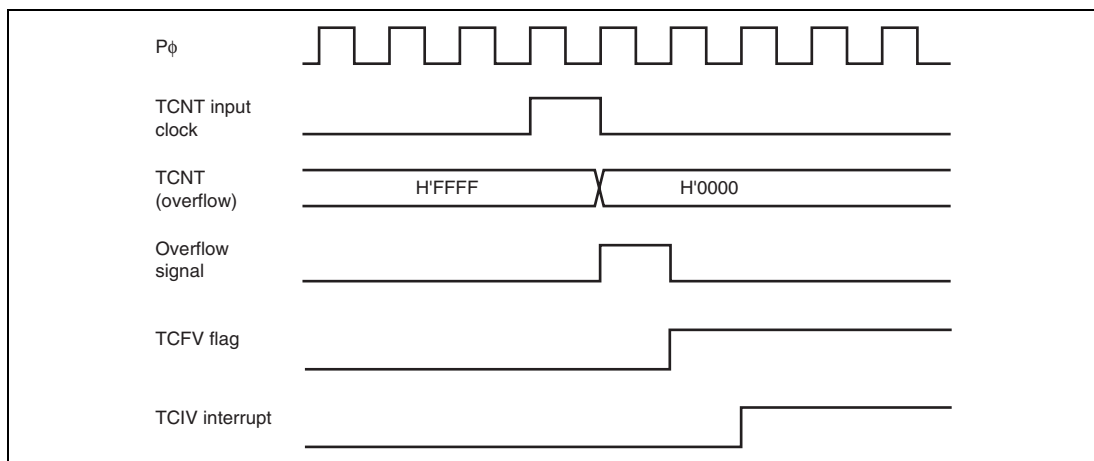 Pϕ
TCNT input
clock
TCNT
(overflow)
H'FFFF
H'0000
Overflow
signal
TCFV flag
TCIV interrupt